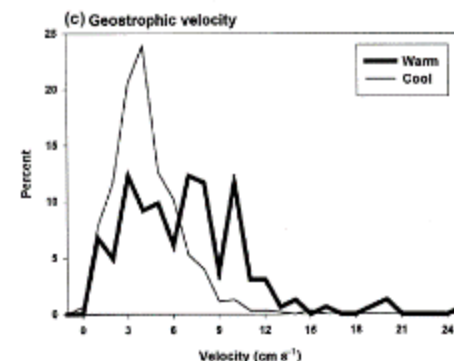 (c) Geostrophic velocity
25
20
15
10
5
0
Percent
Warm
Cool
0 3 6 9 12 15 18 21 24
Velocity (cm s⁻¹)